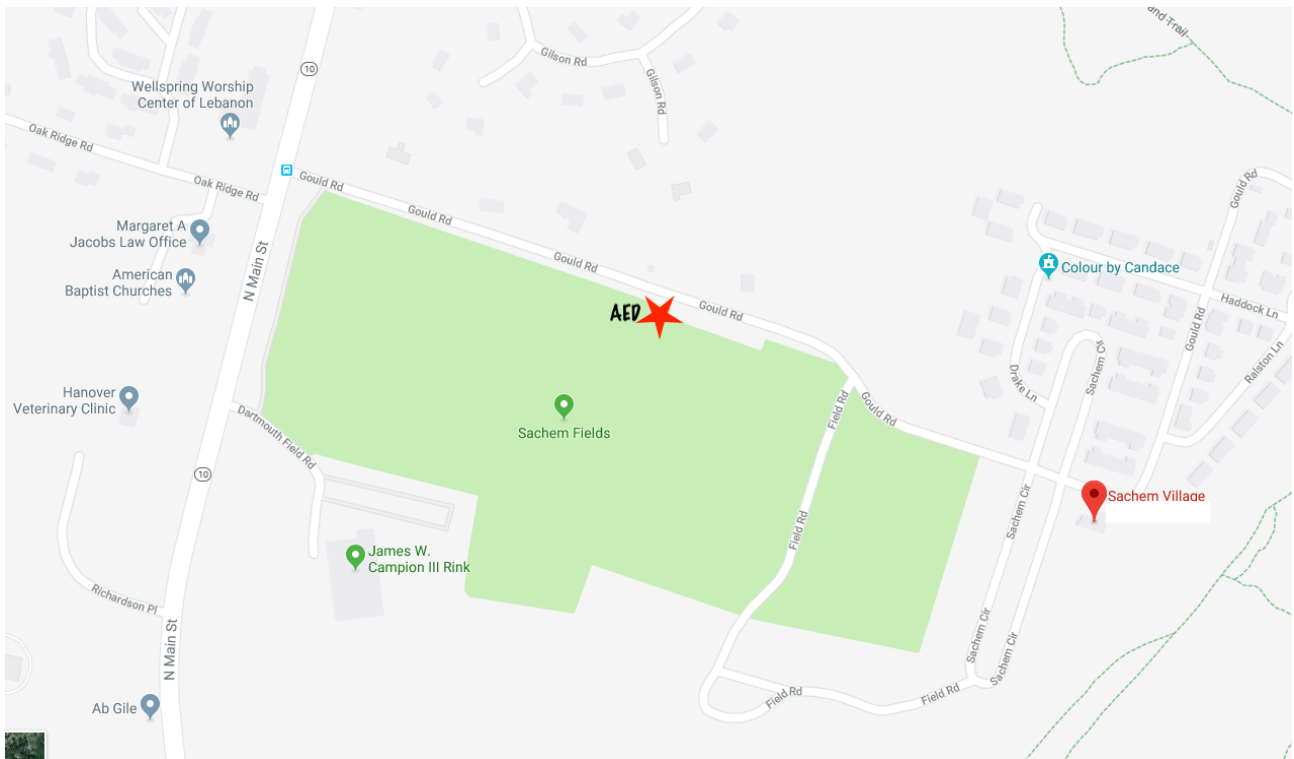 and Trail
Gilson Rd
Gilson Rd
10
Wellspring Worship
Center of Lebanon
Oak Ridge Rd
Oak Ridge Rd
Gould Rd
Gould Rd
Gould Rd
Gould Rd
Gould Rd
Margaret A
Jacobs Law Office
American
Baptist Churches
N Main St
Colour by Candace
Haddock Ln
AED
Gould Rd
Ralston Ln
Sachem Cir
Drake Ln
Hanover
Veterinary Clinic
Dartmouth Field Rd
Sachem Fields
Field Rd
Gould Rd
10
Sachem Village
Sachem Cir
Field Rd
James W.
Campion III Rink
Richardson Pl
N Main St
Sachem Cir
Sachem Cir
Field Rd
Field Rd
Ab Gile